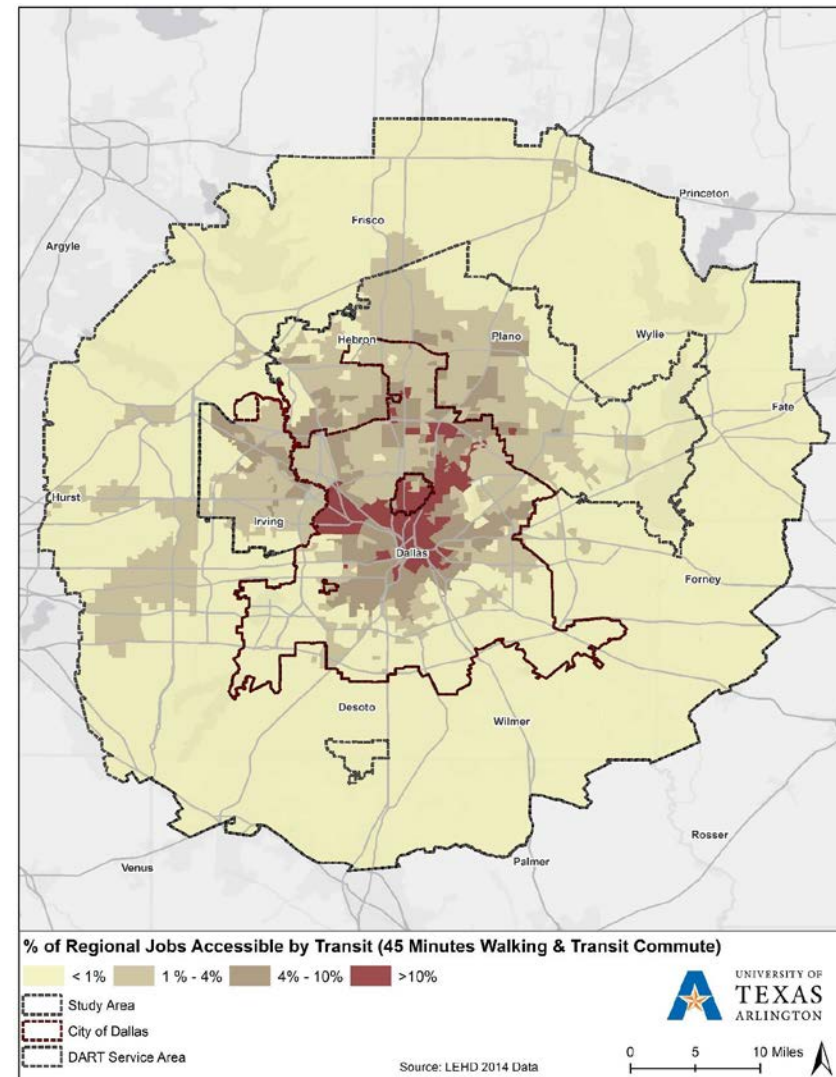 Princeton
Frisco
Argyle
Hebron
Plano
Wylie
Fate
Hurst
Irving
Dallas
Forney
Desoto
Wilmer
Rosser
Palmer
Venus
% of Regional Jobs Accessible by Transit (45 Minutes Walking & Transit Commute)
< 1% 1 % - 4% 4% - 10% >10%
Study Area
City of Dallas
DART Service Area
Source: LEHD 2014 Data
UNIVERSITY OF
TEXAS
ARLINGTON
0 5 10 Miles